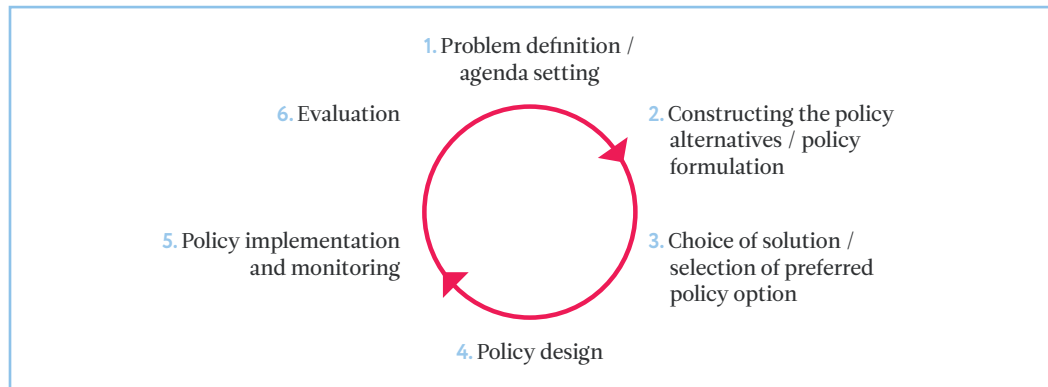 1. Problem definition /
agenda setting
2. Constructing the policy
alternatives / policy
formulation
3. Choice of solution /
selection of preferred
policy option
4. Policy design
5. Policy implementation
and monitoring
6. Evaluation